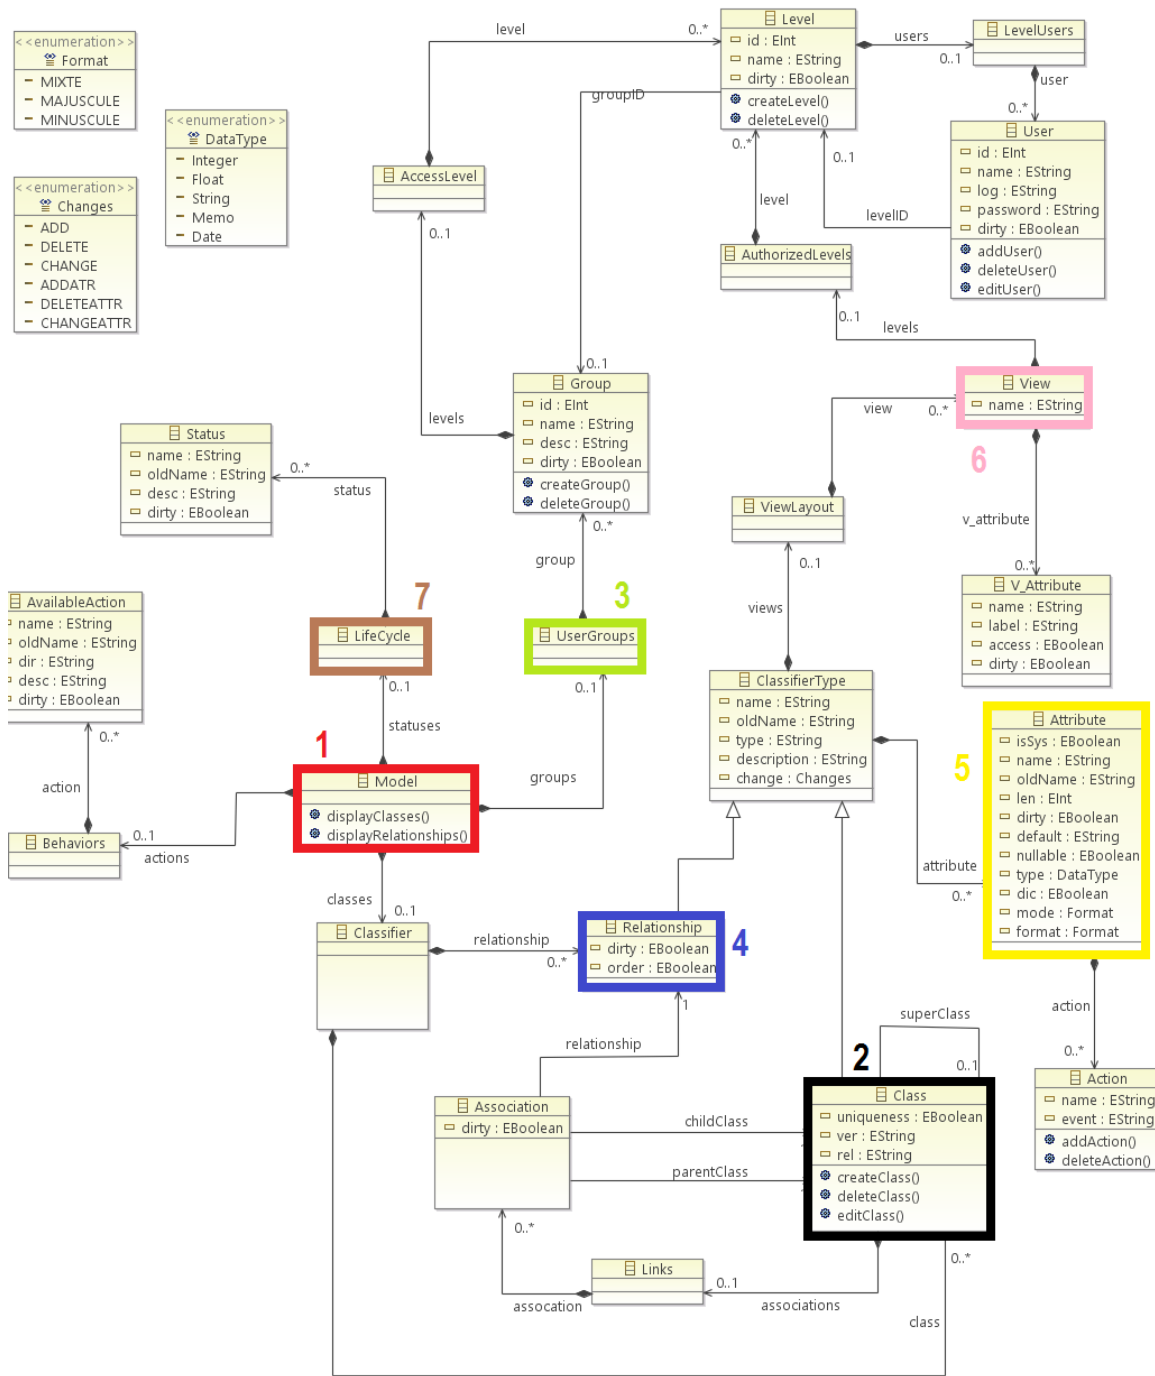 <<enumeration>>
Format
MIXTE
MAJUSCULE
MINUSCULE
<<enumeration>>
DataType
Integer
Float
String
Memo
Date
<<enumeration>>
Changes
ADD
DELETE
CHANGE
ADDATR
DELETEATTR
CHANGEATTR
level
0..*
Level
id : EInt
name : EString
dirty : EBoolean
createLevel()
deleteLevel()
users
0..1
LevelUsers
user
0..*
User
id : EInt
name : EString
log : EString
password : EString
dirty : EBoolean
addUser()
deleteUser()
editUser()
groupID
0..*
0..1
level
levelID
AccessLevel
0..1
AuthorizedLevels
0..1
levels
0..1
Group
id : EInt
name : EString
desc : EString
dirty : EBoolean
createGroup()
deleteGroup()
0..*
levels
View
name : EString
view
0..*
6
Status
name : EString
oldName : EString
desc : EString
dirty : EBoolean
0..*
status
ViewLayout
0..1
v_attribute
0..*
group
views
V_Attribute
name : EString
label : EString
access : EBoolean
dirty : EBoolean
AvailableAction
name : EString
oldName : EString
dir : EString
desc : EString
dirty : EBoolean
0..*
7
LifeCycle
0..1
3
UserGroups
0..1
statuses
ClassifierType
name : EString
oldName : EString
type : EString
description : EString
change : Changes
5
Attribute
isSys : EBoolean
name : EString
oldName : EString
len : EInt
dirty : EBoolean
default : EString
nullable : EBoolean
type : DataType
dic : EBoolean
mode : Format
format : Format
1
Model
displayClasses()
displayRelationships()
groups
action
0..1
Behaviors
actions
attribute
0..*
classes
0..1
Classifier
relationship
0..*
Relationship
dirty : EBoolean
order : EBoolean
4
1
action
0..*
superClass
0..1
relationship
2
Action
name : EString
event : EString
addAction()
deleteAction()
Association
dirty : EBoolean
childClass
parentClass
Class
uniqueness : EBoolean
ver : EString
rel : EString
createClass()
deleteClass()
editClass()
0..*
0..*
Links
0..1
assocation
associations
class